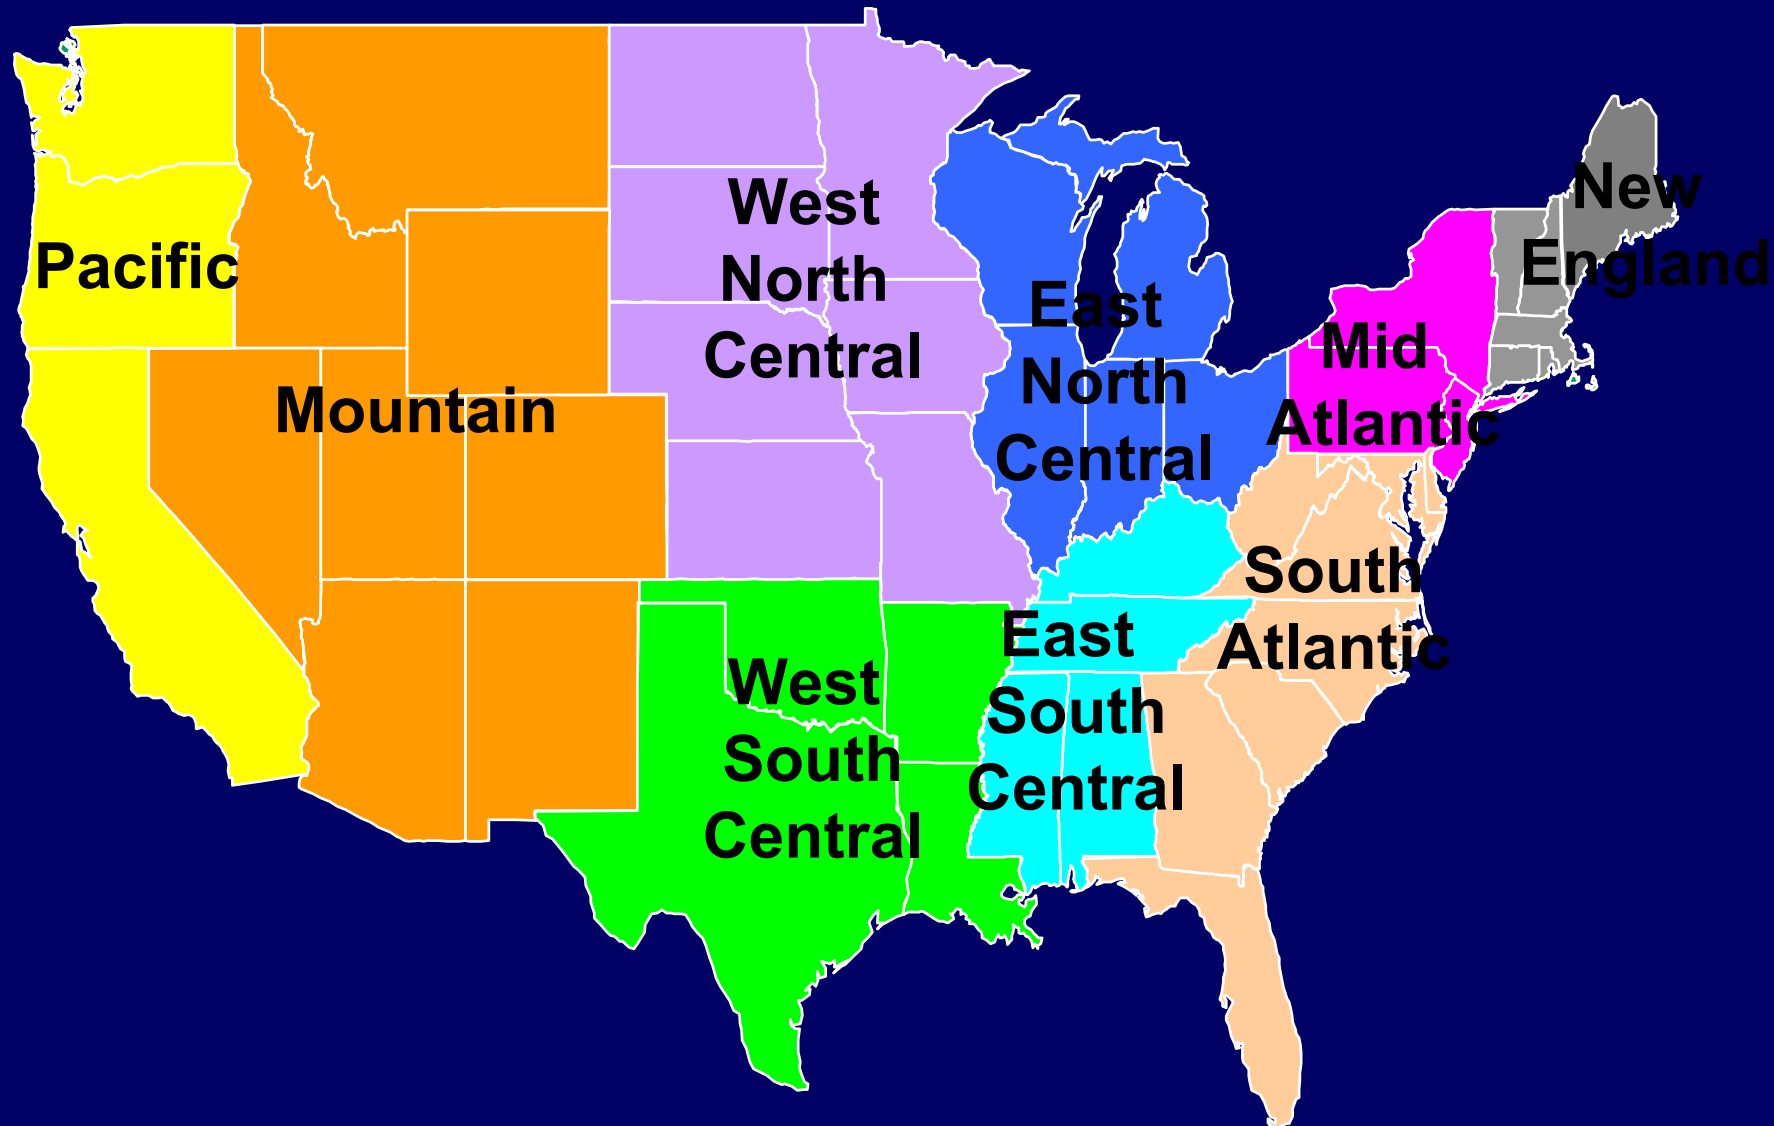 Pacific
Mountain
West
North
Central
West
South
Central
East
North
Central
East
South
Central
Mid
Atlantic
South
Atlantic
New
England